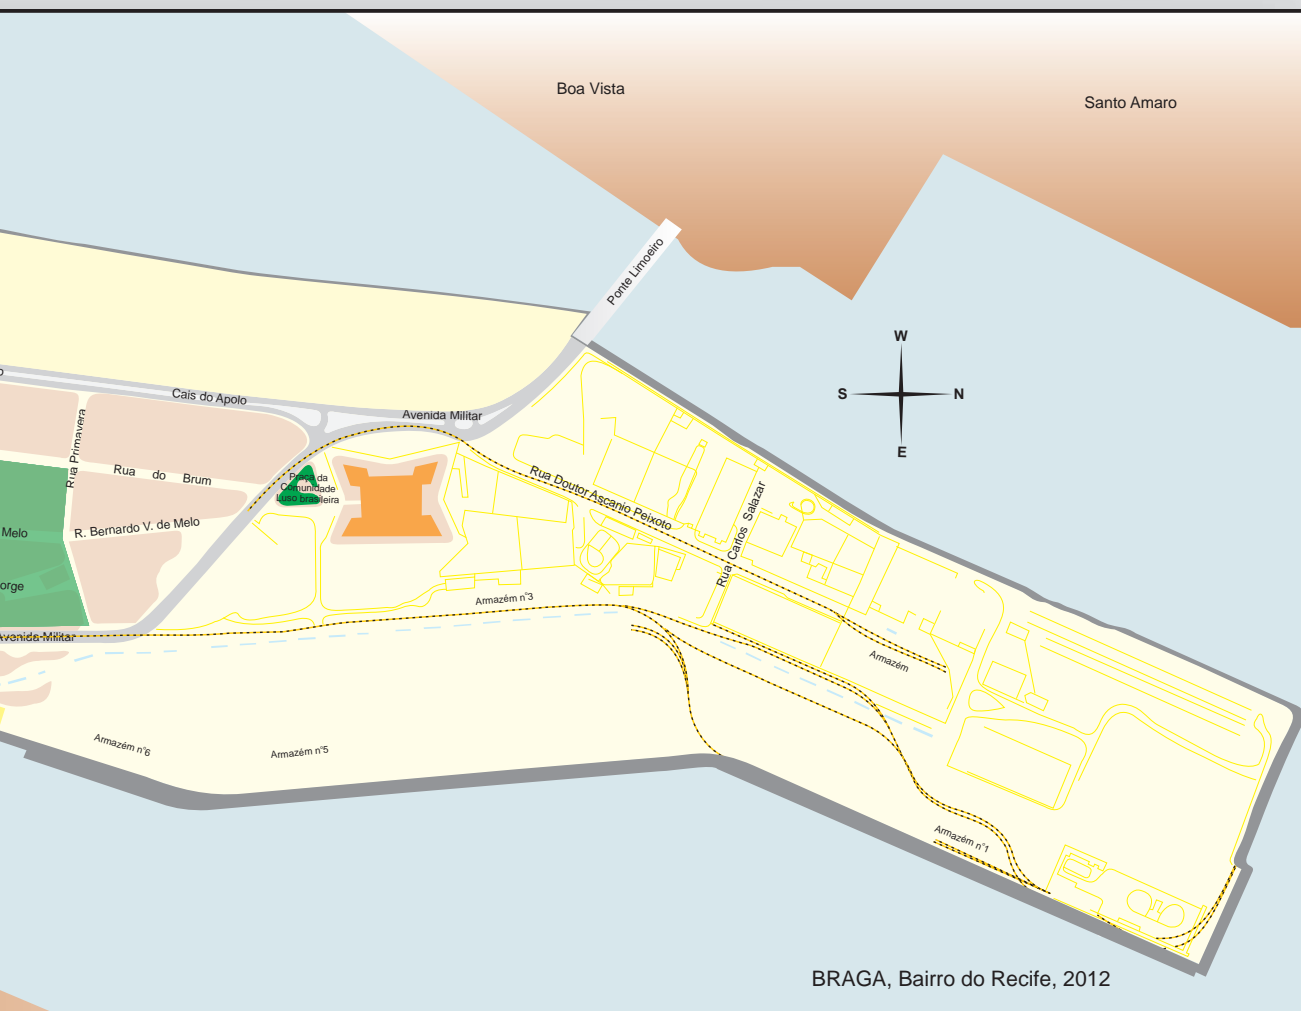 Boa Vista
Santo Amaro
Ponte Limoeiro
W
S
N
E
Cais do Apolo
Avenida Militar
Rua Primavera
Rua do Brum
Praça da
Comunidade
Luso brasileira
Rua Doutor Ascanio Peixoto
Rua Carlos Salazar
R. Bernardo V. de Melo
Melo
orge
Armazém n°3
Avenida Militar
Armazém
Armazém n°6
Armazém n°5
Armazém n°1
BRAGA, Bairro do Recife, 2012